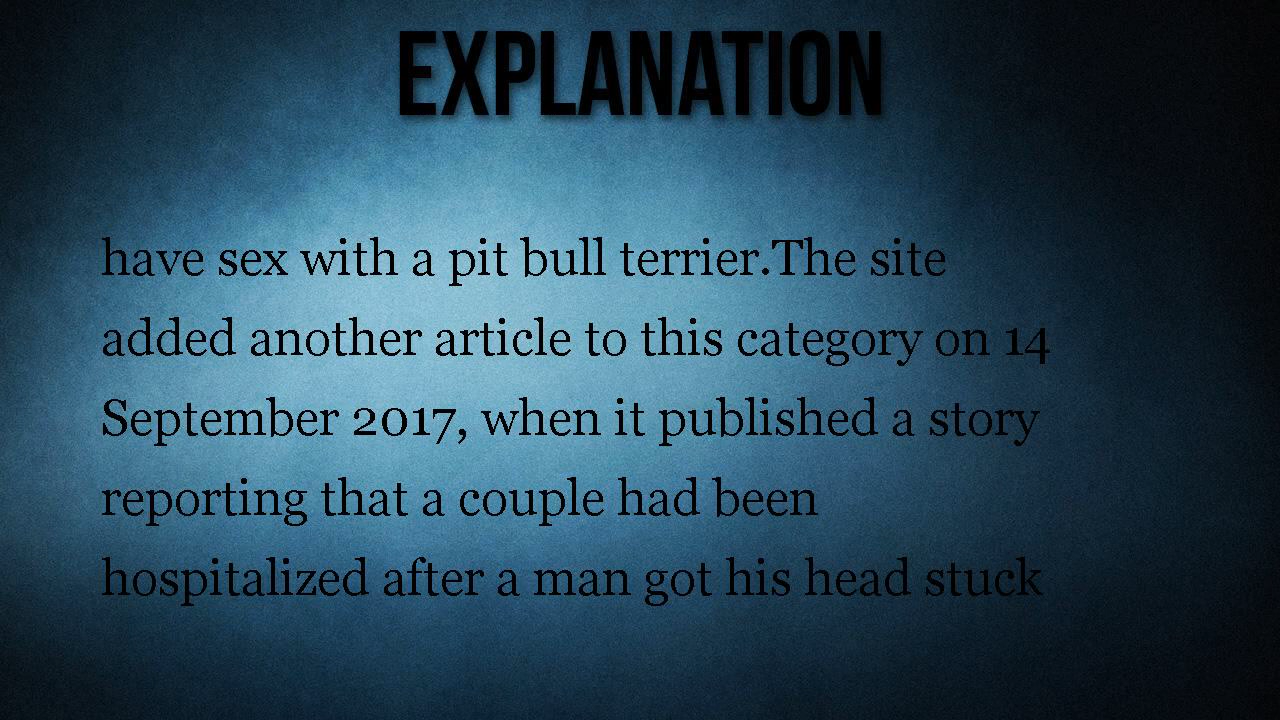 EXPLANATION
have sex with a pit bull terrier.The site
added another article to this category on 14
September 2017, when it published a story
reporting that a couple had been
hospitalized after a man got his head stuck